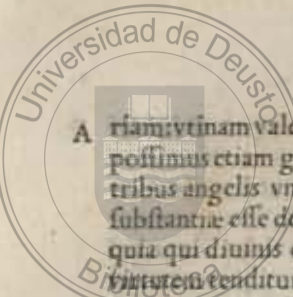 Universidad de Deusto
Biblioteca
A riam:vtinam vale
possimus etiam g
tribus angelis vn
substantiæ esse de
quia qui diuinis
virtutem tenditur